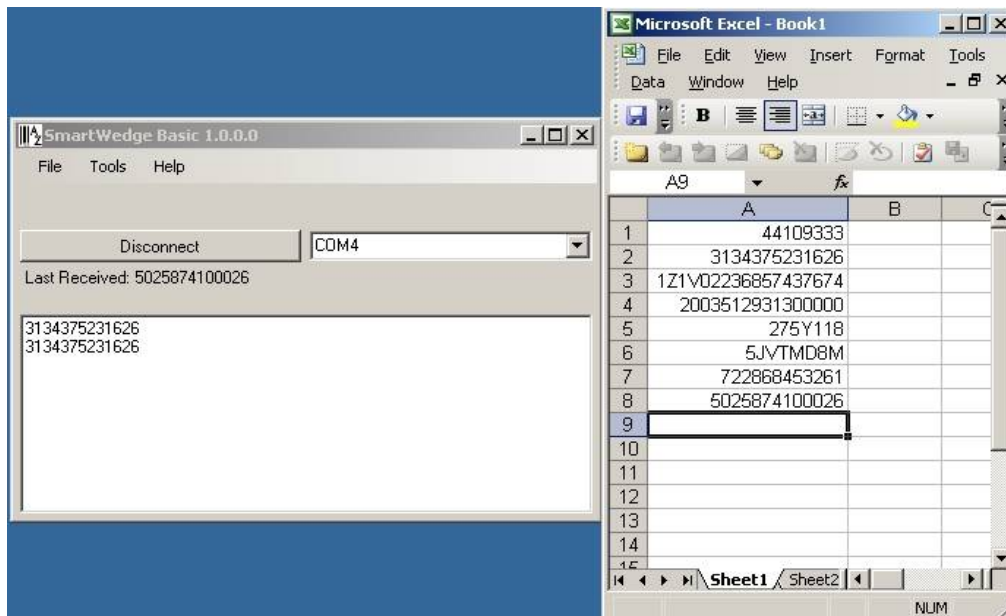 SmartWedge Basic 1.0.0.0
File Tools Help
Disconnect
COM4
Last Received: 5025874100026
3134375231626
3134375231626
Microsoft Excel - Book1
File Edit View Insert Format Tools
Data Window Help
B
A9 fx
A B C
1 44109333
2 3134375231626
3 1Z1V02236857437674
4 2003512931300000
5 275Y118
6 5JVTMD8M
7 722868453261
8 5025874100026
9
10
11
12
13
14
15
Sheet1 Sheet2
NUM